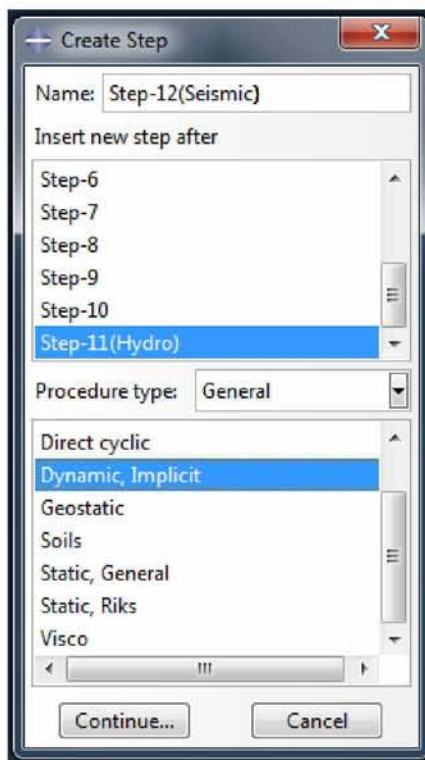 Create Step
Name: Step-12(Seismic)
Insert new step after
Step-6
Step-7
Step-8
Step-9
Step-10
Step-11(Hydro)
Procedure type: General
Direct cyclic
Dynamic, Implicit
Geostatic
Soils
Static, General
Static, Riks
Visco
Continue... Cancel